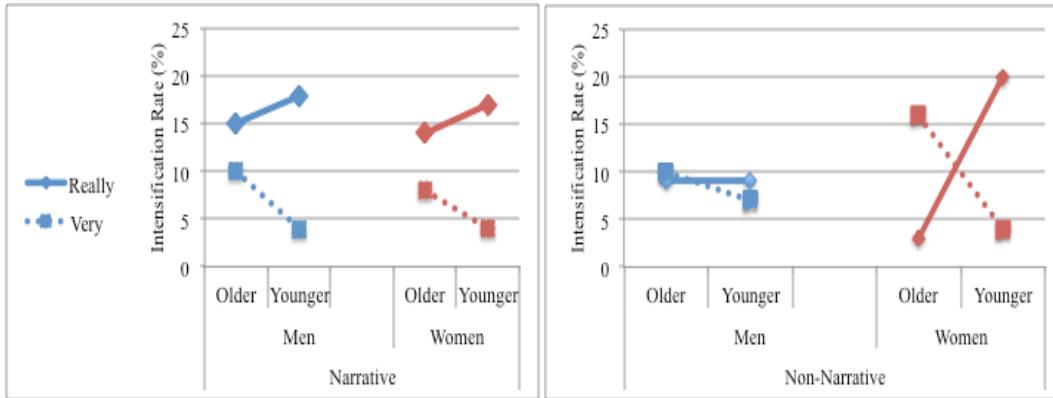 Really
Very
Intensification Rate (%)
25
20
15
10
5
0
Older Younger Older Younger
Men Women
Narrative
Intensification Rate (%)
25
20
15
10
5
0
Older Younger Older Younger
Men Women
Non-Narrative